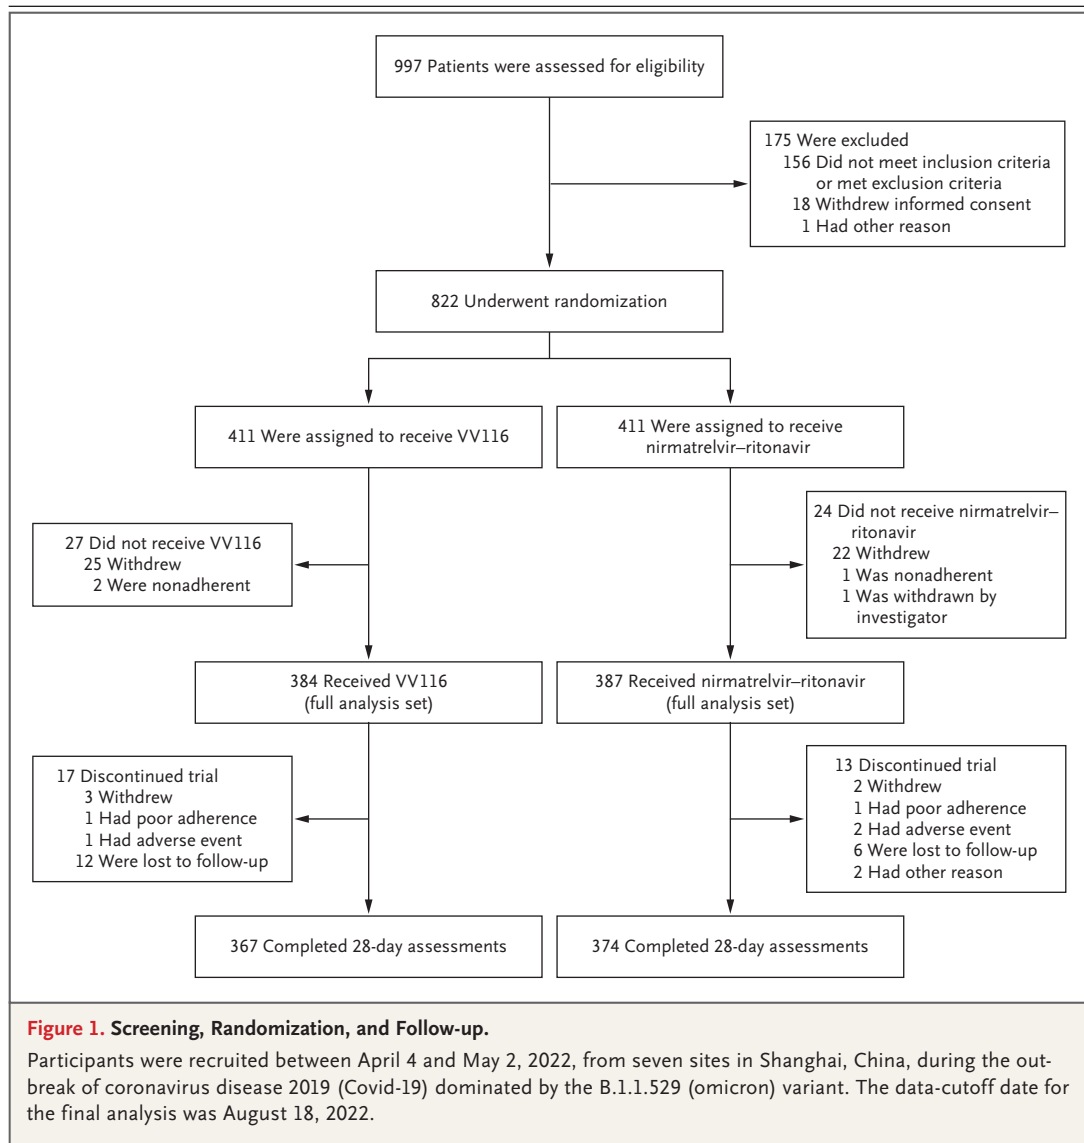 997 Patients were assessed for eligibility
175 Were excluded
156 Did not meet inclusion criteria
or met exclusion criteria
18 Withdrew informed consent
1 Had other reason
822 Underwent randomization
411 Were assigned to receive VV116
411 Were assigned to receive
nirmatrelvir–ritonavir
27 Did not receive VV116
25 Withdrew
2 Were nonadherent
24 Did not receive nirmatrelvir–
ritonavir
22 Withdrew
1 Was nonadherent
1 Was withdrawn by
investigator
384 Received VV116
(full analysis set)
387 Received nirmatrelvir–ritonavir
(full analysis set)
17 Discontinued trial
3 Withdrew
1 Had poor adherence
1 Had adverse event
12 Were lost to follow-up
13 Discontinued trial
2 Withdrew
1 Had poor adherence
2 Had adverse event
6 Were lost to follow-up
2 Had other reason
367 Completed 28-day assessments
374 Completed 28-day assessments
Figure 1. Screening, Randomization, and Follow-up.
Participants were recruited between April 4 and May 2, 2022, from seven sites in Shanghai, China, during the out-
break of coronavirus disease 2019 (Covid-19) dominated by the B.1.1.529 (omicron) variant. The data-cutoff date for
the final analysis was August 18, 2022.